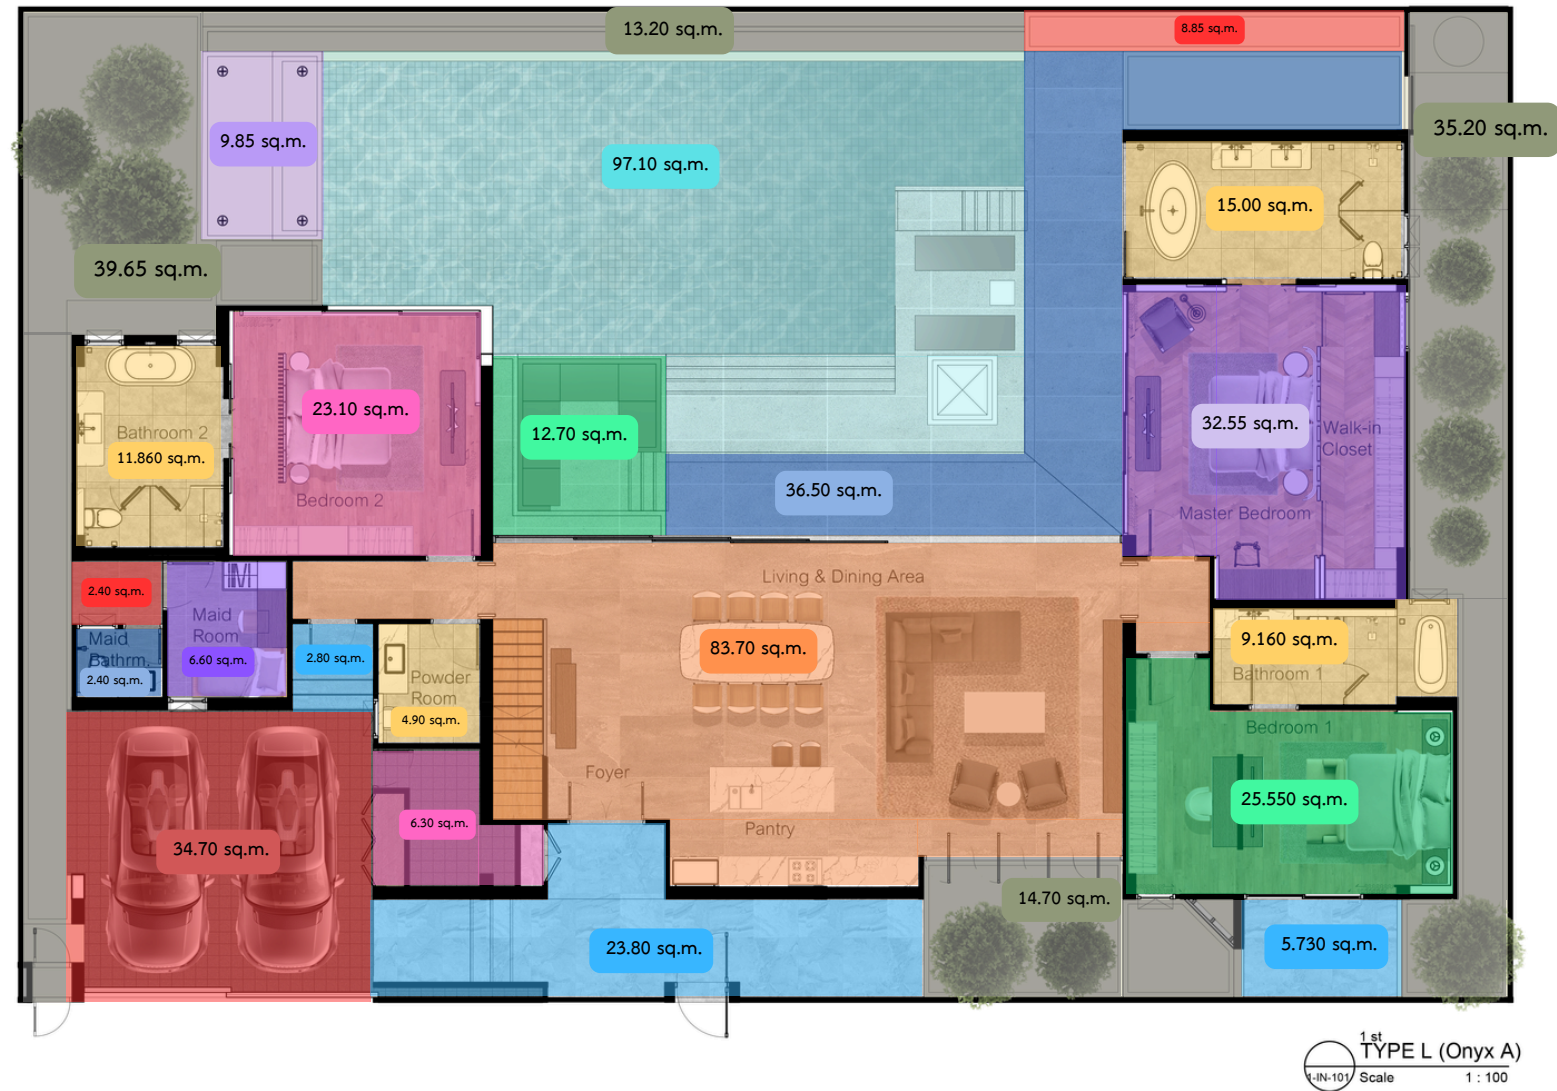 13.20 sq.m.
8.85 sq.m.
9.85 sq.m.
97.10 sq.m.
35.20 sq.m.
15.00 sq.m.
39.65 sq.m.
23.10 sq.m.
Bedroom 2
Bathroom 2
11.860 sq.m.
12.70 sq.m.
36.50 sq.m.
32.55 sq.m.
Walk-in
Closet
Master Bedroom
2.40 sq.m.
Maid
Room
6.60 sq.m.
Maid
Bathrm.
2.40 sq.m.
2.80 sq.m.
Powder
Room
4.90 sq.m.
Living & Dining Area
83.70 sq.m.
9.160 sq.m.
Bathroom 1
Bedroom 1
25.550 sq.m.
Foyer
Pantry
6.30 sq.m.
34.70 sq.m.
14.70 sq.m.
23.80 sq.m.
5.730 sq.m.
1 st
TYPE L (Onyx A)
1-IN-101 Scale 1 : 100